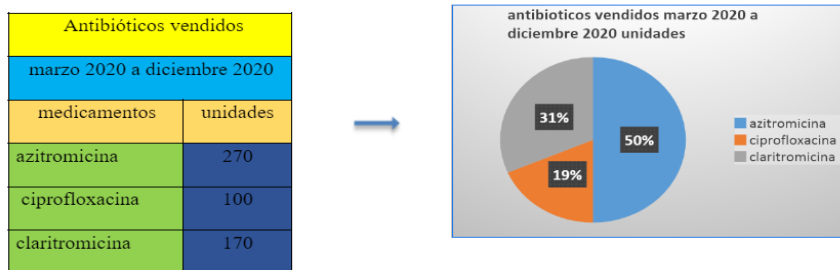 Antibióticos vendidos
marzo 2020 a diciembre 2020
medicamentos unidades
azitromicina 270
ciprofloxacina 100
claritromicina 170
antibioticos vendidos marzo 2020 a
diciembre 2020 unidades
31%
50%
19%
azitromicina
ciprofloxacina
claritromicina